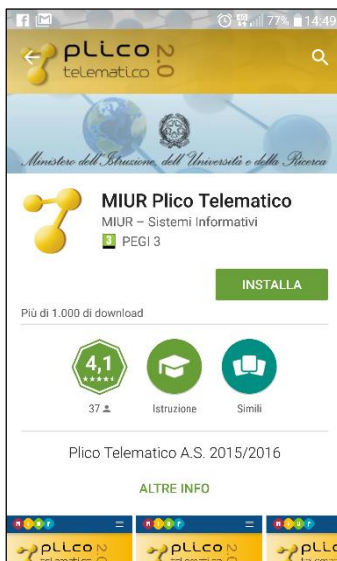 77% 14:49
plico 2.0
telematico
Ministero dell'Istruzione, dell'Università e della Ricerca
MIUR Plico Telematico
MIUR – Sistemi Informativi
3 PEGI 3
INSTALLA
Più di 1.000 di download
4,1
37
Istruzione
Simili
Plico Telematico A.S. 2015/2016
ALTRE INFO
miur
miur
plico 2.0
plico 2.0
plico